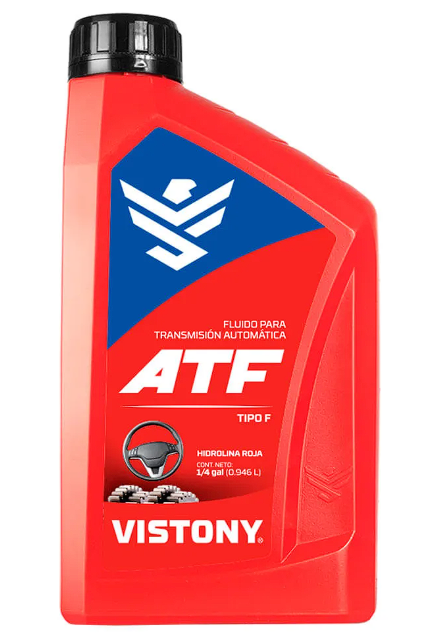 FLUIDO PARA
TRANSMISIÓN AUTOMÁTICA
ATF
TIPO F
HIDROLINA ROJA
CONT. NETO:
1/4 gal (0.946 L)
VISTONY®